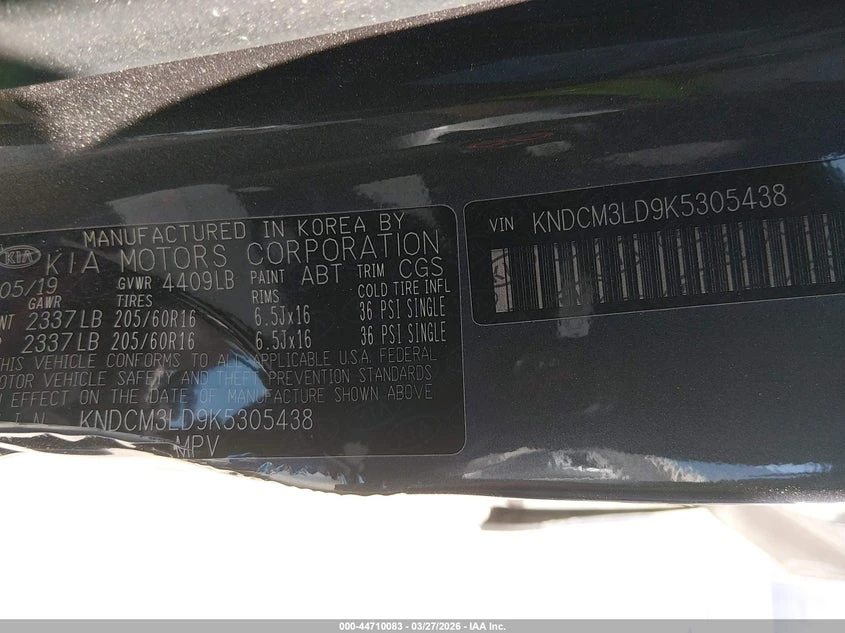 MANUFACTURED IN KOREA BY
KIA KIA MOTORS CORPORATION
05/19 GVWR 4409LB PAINT ABT TRIM CGS
GAWR TIRES RIMS COLD TIRE INFL
NT 2337LB 205/60R16 6.5Jx16 36 PSI SINGLE
2337LB 205/60R16 6.5Jx16 36 PSI SINGLE
THIS VEHICLE CONFORMS TO ALL APPLICABLE U.S.A. FEDERAL
OTOR VEHICLE SAFETY AND THEFT PREVENTION STANDARDS
N EFFECT ON THE DATE OF MANUFACTURE SHOWN ABOVE
I N KNDCM3LD9K5305438
MPV
VIN KNDCM3LD9K5305438
000-44710083 - 03/27/2026 - IAA Inc.